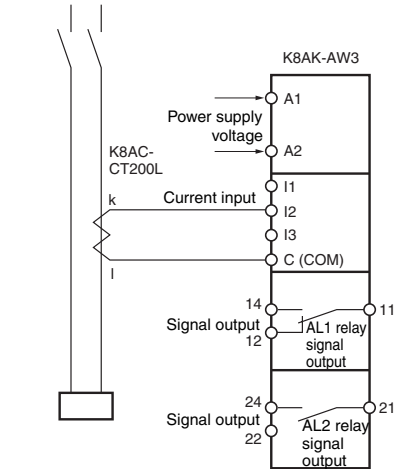 K8AK-AW3
A1
Power supply
voltage
A2
K8AC-
CT200L
I1
k
Current input
I2
I3
C (COM)
l
14
11
Signal output
AL1 relay
12
signal
output
24
21
Signal output
AL2 relay
22
signal
output